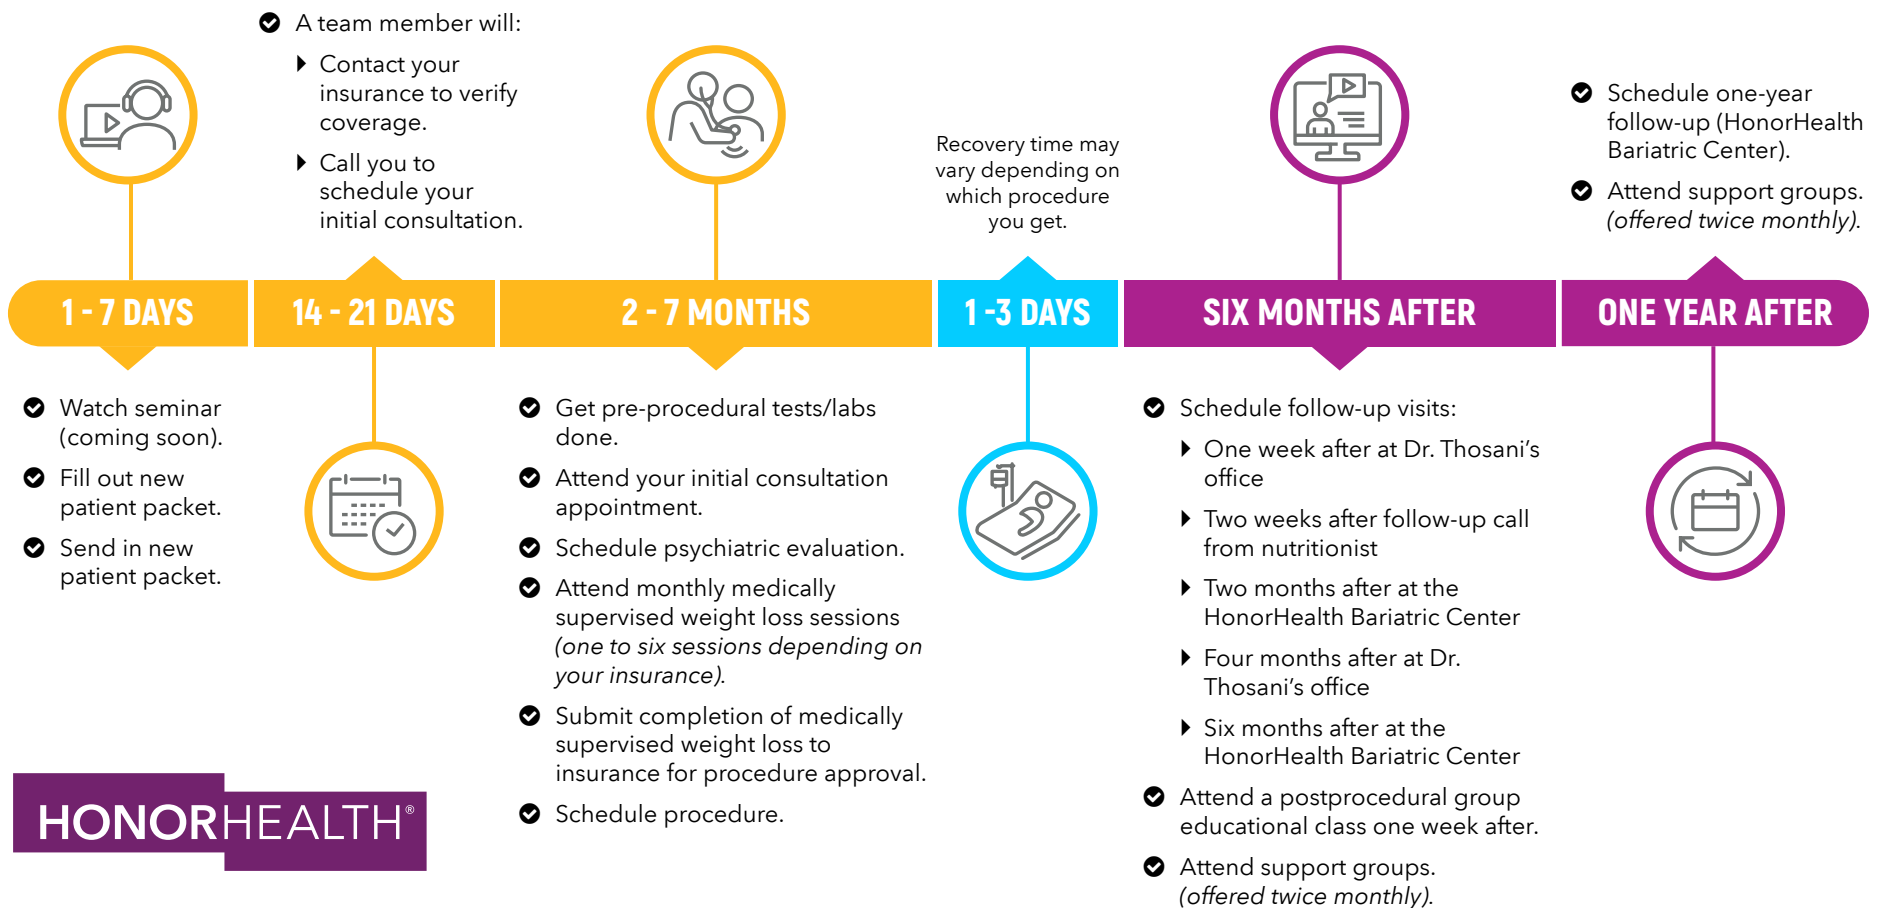 1 - 7 DAYS
Watch seminar
(coming soon).
Fill out new
patient packet.
Send in new
patient packet.
A team member will:
Contact your
insurance to verify
coverage.
Call you to
schedule your
initial consultation.
14 - 21 DAYS
2 - 7 MONTHS
Get pre-procedural tests/labs
done.
Attend your initial consultation
appointment.
Schedule psychiatric evaluation.
Attend monthly medically
supervised weight loss sessions
(one to six sessions depending on
your insurance).
Submit completion of medically
supervised weight loss to
insurance for procedure approval.
Schedule procedure.
Recovery time may
vary depending on
which procedure
you get.
1 -3 DAYS
SIX MONTHS AFTER
Schedule follow-up visits:
One week after at Dr. Thosani’s
office
Two weeks after follow-up call
from nutritionist
Two months after at the
HonorHealth Bariatric Center
Four months after at Dr.
Thosani’s office
Six months after at the
HonorHealth Bariatric Center
Attend a postprocedural group
educational class one week after.
Attend support groups.
(offered twice monthly).
Schedule one-year
follow-up (HonorHealth
Bariatric Center).
Attend support groups.
(offered twice monthly).
ONE YEAR AFTER
HONORHEALTH®